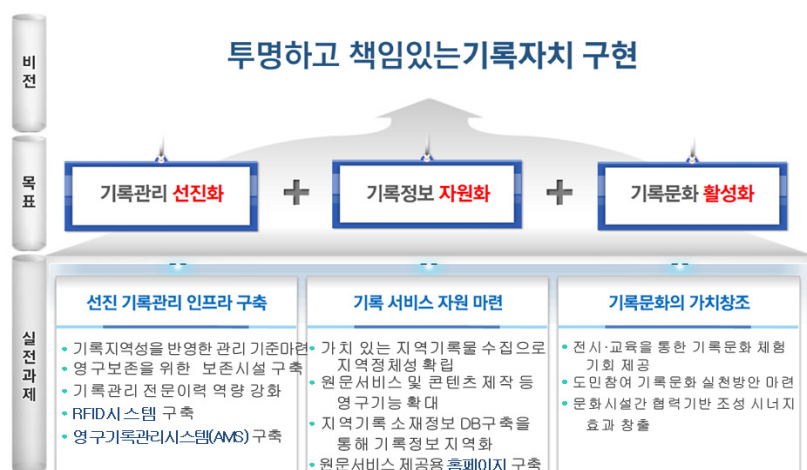 비전
투명하고 책임있는기록자치 구현
목표
기록관리 선진화
기록정보 자원화
기록문화 활성화
실전과제
선진 기록관리 인프라 구축
• 기록지역성을 반영한 관리 기준마련
• 영구보존을 위한 보존시설 구축
• 기록관리 전문이력 역량 강화
• RFID시스템 구축
• 영구기록관리시스템(AMS) 구축
기록 서비스 자원 마련
• 가치 있는 지역기록물 수집으로
지역정체성 확립
• 원문서비스 및 콘텐츠 제작 등
영구기능 확대
• 지역기록 소재정보 DB구축을
통해 기록정보 지역화
• 원문서비스 제공용 홈페이지 구축
기록문화의 가치창조
• 전시·교육을 통한 기록문화 체험
기회 제공
• 도민참여 기록문화 실천방안 마련
• 문화시설간 협력기반 조성 시너지
효과 창출